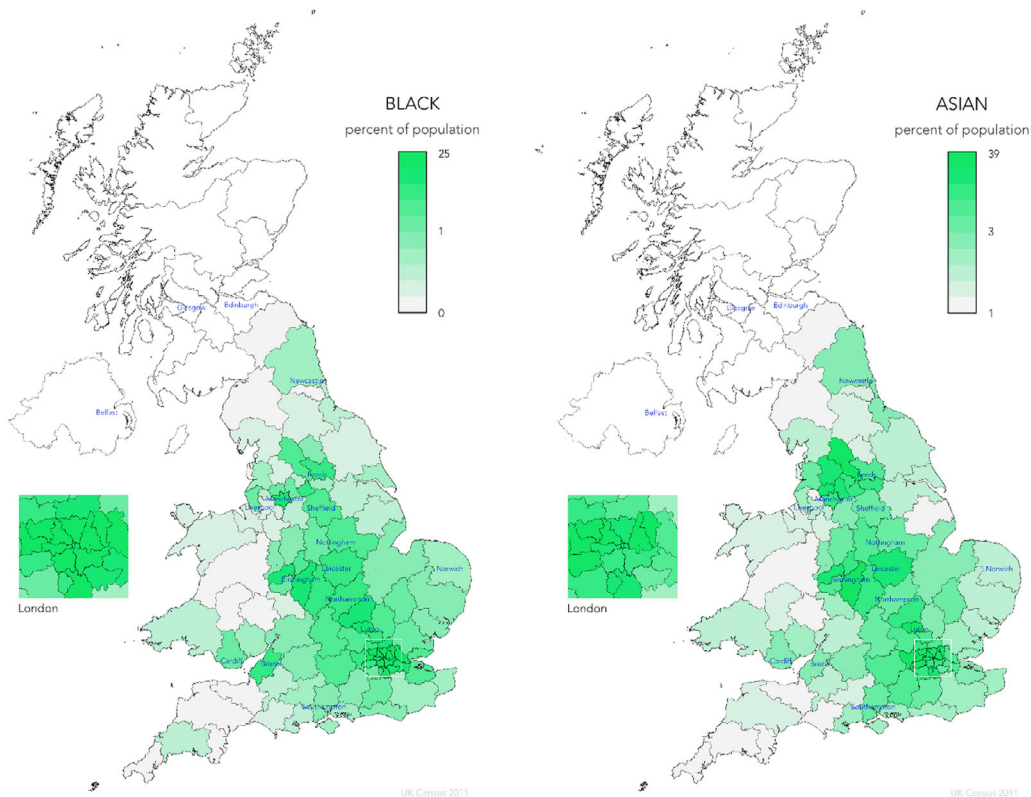 BLACK
percent of population
25
1
0
Glasgow
Edinburgh
Newcastle
Belfast
Leeds
Manchester
Liverpool
Sheffield
Nottingham
Leicester
Norwich
Birmingham
Northampton
Luton
London
Cardiff
Bristol
Southampton
UK Census 2011
ASIAN
percent of population
39
3
1
Glasgow
Edinburgh
Newcastle
Belfast
Leeds
Manchester
Liverpool
Sheffield
Nottingham
Leicester
Norwich
Birmingham
Northampton
Luton
London
Cardiff
Bristol
Southampton
UK Census 2011